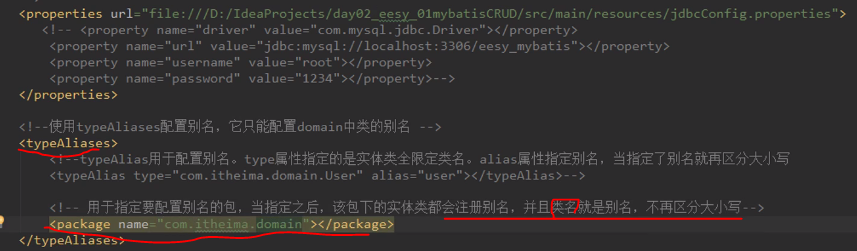 <properties url="file:///D:/IdeaProjects/day02_eesy_01mybatisCRUD/src/main/resources/jdbcConfig.properties">
<!-- <property name="driver" value="com.mysql.jdbc.Driver"></property>
<property name="url" value="jdbc:mysql://localhost:3306/eesy_mybatis"></property>
<property name="username" value="root"></property>
<property name="password" value="1234"></property>-->
</properties>
<!--使用typeAliases配置别名，它只能配置domain中类的别名 -->
<typeAliases>
<!--typeAlias用于配置别名。type属性指定的是实体类全限定类名。alias属性指定别名，当指定了别名就再区分大小写
<typeAlias type="com.itheima.domain.User" alias="user"></typeAlias>-->
<!-- 用于指定要配置别名的包，当指定之后，该包下的实体类都会注册别名，并且类名就是别名，不再区分大小写-->
<package name="com.itheima.domain"></package>
</typeAliases>